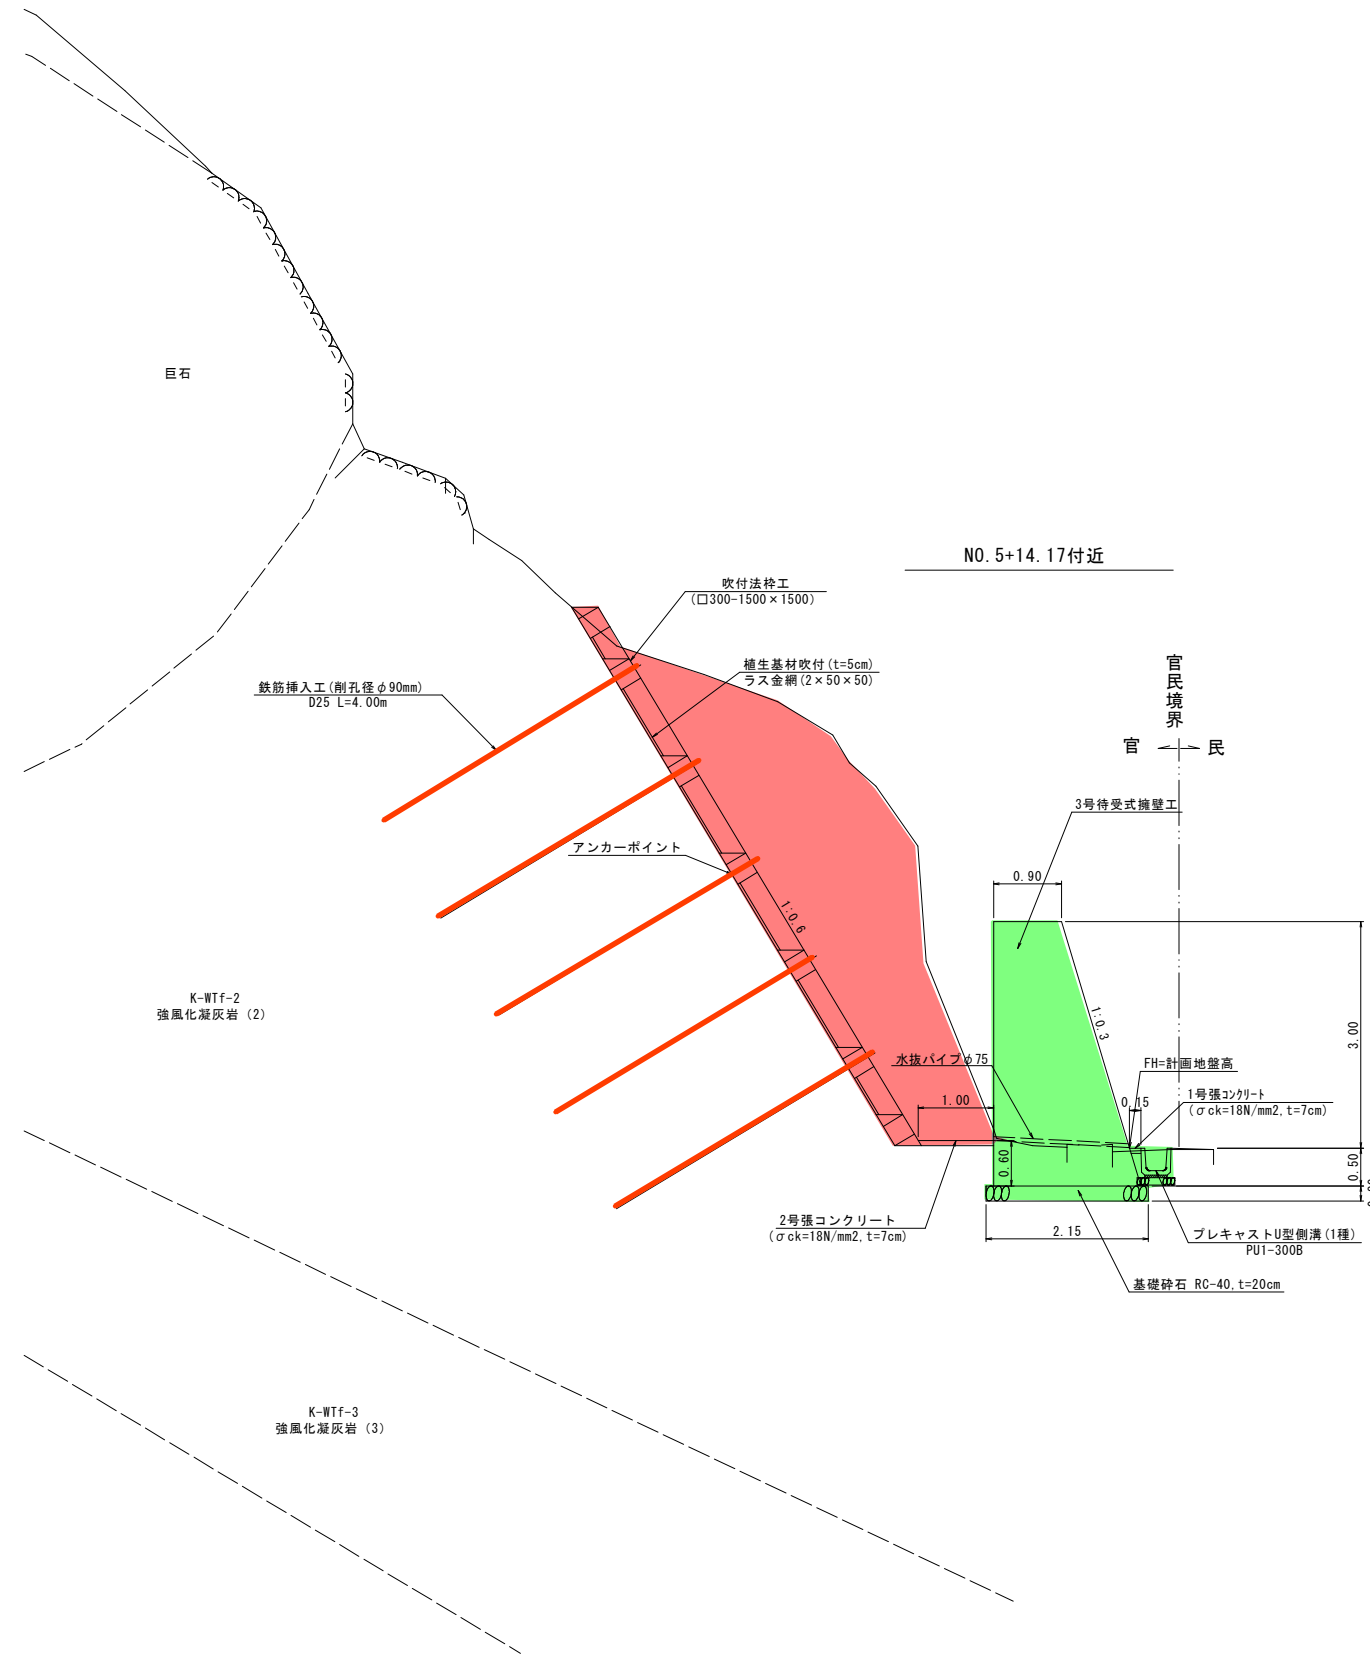 巨石
NO.5+14.17付近
吹付法枠工
(□300-1500×1500)
植生基材吹付(t=5cm)
ラス金網(2×50×50)
官民境界
官
民
鉄筋挿入工(削孔径φ90mm)
D25 L=4.00m
3号待受式擁壁工
アンカーポイント
0.90
1:0.6
K-WTf-2
強風化凝灰岩(2)
1:0.3
3.00
水抜パイプφ75
FH=計画地盤高
1.00
0.15
1号張コンクリート
(σck=18N/mm2,t=7cm)
0.60
0.50
2号張コンクリート
(σck=18N/mm2,t=7cm)
2.15
プレキャストU型側溝(1種)
PU1-300B
基礎砕石 RC-40,t=20cm
K-WTf-3
強風化凝灰岩(3)